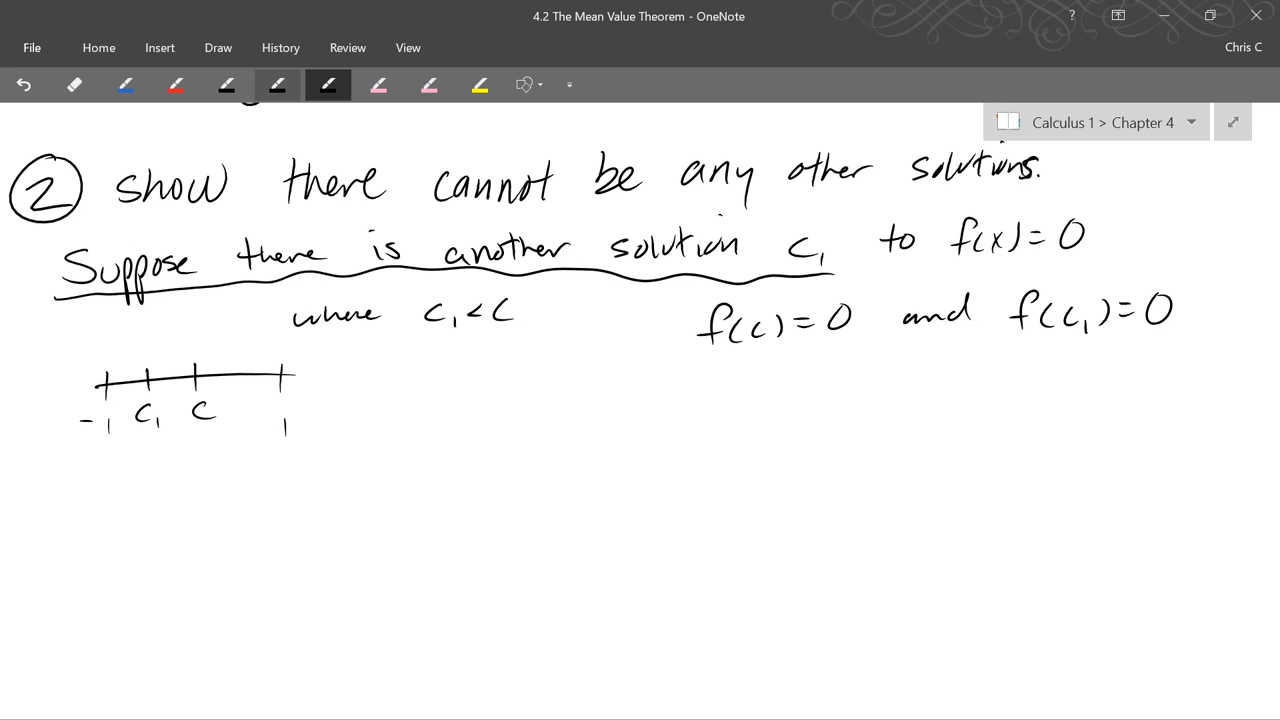 4.2 The Mean Value Theorem - OneNote
?
File Home Insert Draw History Review View
Chris C
Calculus 1 > Chapter 4
2 show there cannot be any other solutions.
Suppose there is another solution C₁ to f(x)=0
where C₁<C f(c)=0 and f(c₁)=0
-1 C₁ C 1